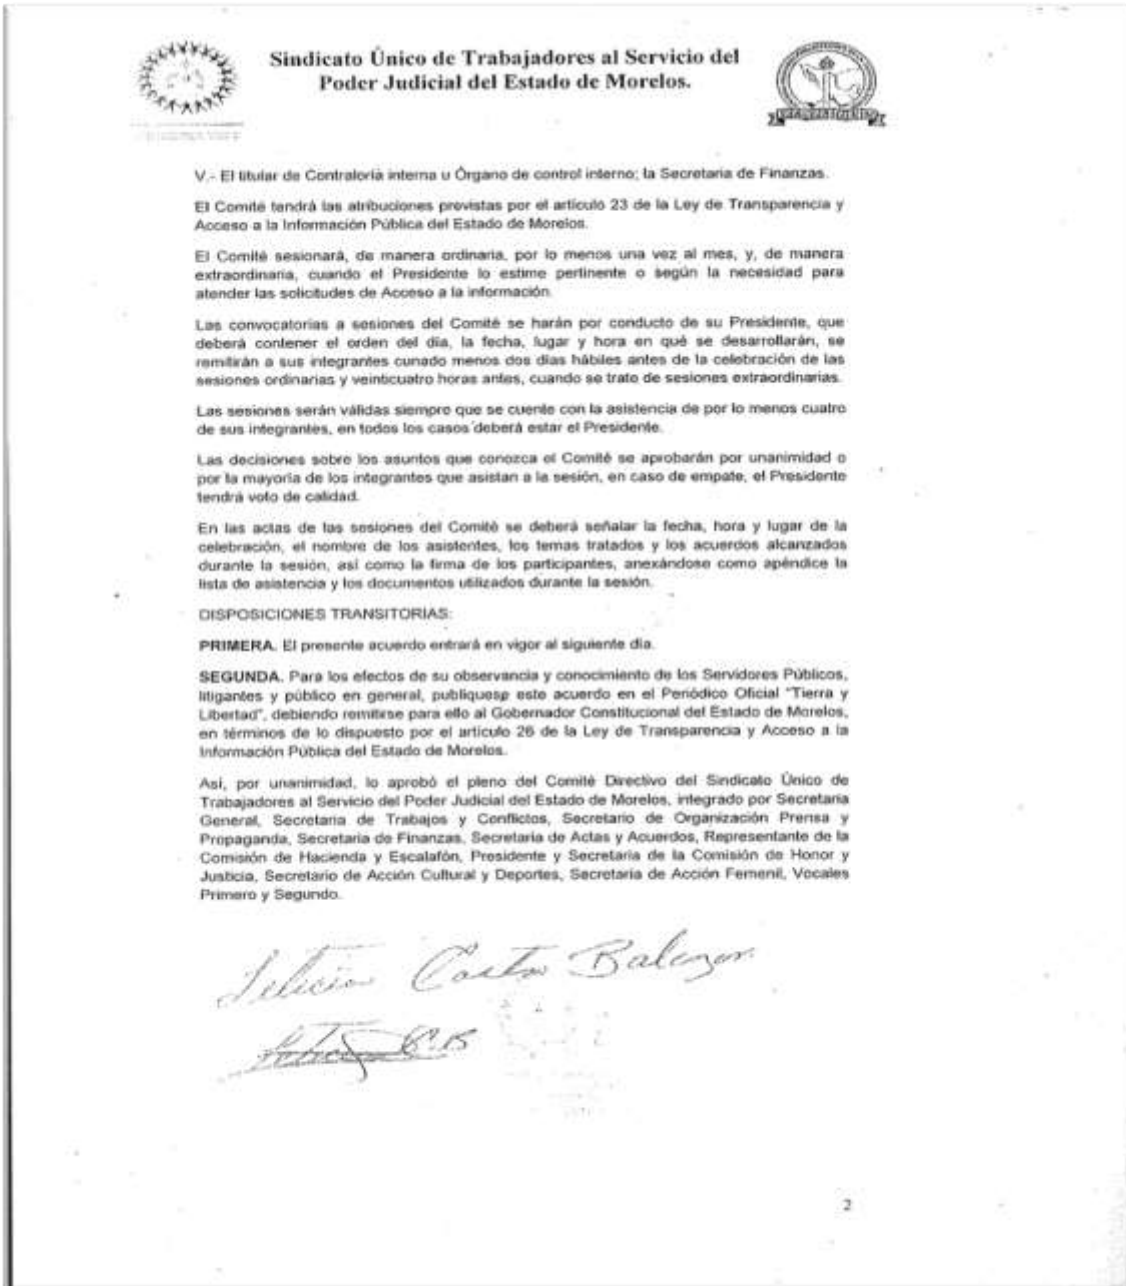 Sindicato Único de Trabajadores al Servicio del
Poder Judicial del Estado de Morelos.
V.- El titular de Contraloría interna u Órgano de control interno; la Secretaria de Finanzas.
El Comité tendrá las atribuciones previstas por el artículo 23 de la Ley de Transparencia y
Acceso a la Información Pública del Estado de Morelos.
El Comité sesionará, de manera ordinaria, por lo menos una vez al mes, y, de manera
extraordinaria, cuando el Presidente lo estime pertinente o según la necesidad para
atender las solicitudes de Acceso a la información.
Las convocatorias a sesiones del Comité se harán por conducto de su Presidente, que
deberá contener el orden del día, la fecha, lugar y hora en qué se desarrollarán, se
remitirán a sus integrantes cunado menos dos días hábiles antes de la celebración de las
sesiones ordinarias y veinticuatro horas antes, cuando se trate de sesiones extraordinarias.
Las sesiones serán válidas siempre que se cuente con la asistencia de por lo menos cuatro
de sus integrantes, en todos los casos deberá estar el Presidente.
Las decisiones sobre los asuntos que conozca el Comité se aprobarán por unanimidad o
por la mayoría de los integrantes que asistan a la sesión, en caso de empate, el Presidente
tendrá voto de calidad.
En las actas de las sesiones del Comité se deberá señalar la fecha, hora y lugar de la
celebración, el nombre de los asistentes, los temas tratados y los acuerdos alcanzados
durante la sesión, así como la firma de los participantes, anexándose como apéndice la
lista de asistencia y los documentos utilizados durante la sesión.
DISPOSICIONES TRANSITORIAS:
PRIMERA. El presente acuerdo entrará en vigor al siguiente día.
SEGUNDA. Para los efectos de su observancia y conocimiento de los Servidores Públicos,
litigantes y público en general, publíquese este acuerdo en el Periódico Oficial "Tierra y
Libertad", debiendo remitirse para ello al Gobernador Constitucional del Estado de Morelos,
en términos de lo dispuesto por el artículo 26 de la Ley de Transparencia y Acceso a la
Información Pública del Estado de Morelos.
Así, por unanimidad, lo aprobó el pleno del Comité Directivo del Sindicato Único de
Trabajadores al Servicio del Poder Judicial del Estado de Morelos, integrado por Secretaria
General, Secretaria de Trabajos y Conflictos, Secretario de Organización Prensa y
Propaganda, Secretaria de Finanzas, Secretaria de Actas y Acuerdos, Representante de la
Comisión de Hacienda y Escalafón, Presidente y Secretaria de la Comisión de Honor y
Justicia, Secretario de Acción Cultural y Deportes, Secretaria de Acción Femenil, Vocales
Primero y Segundo.
Leticia Castro Balcazar
2